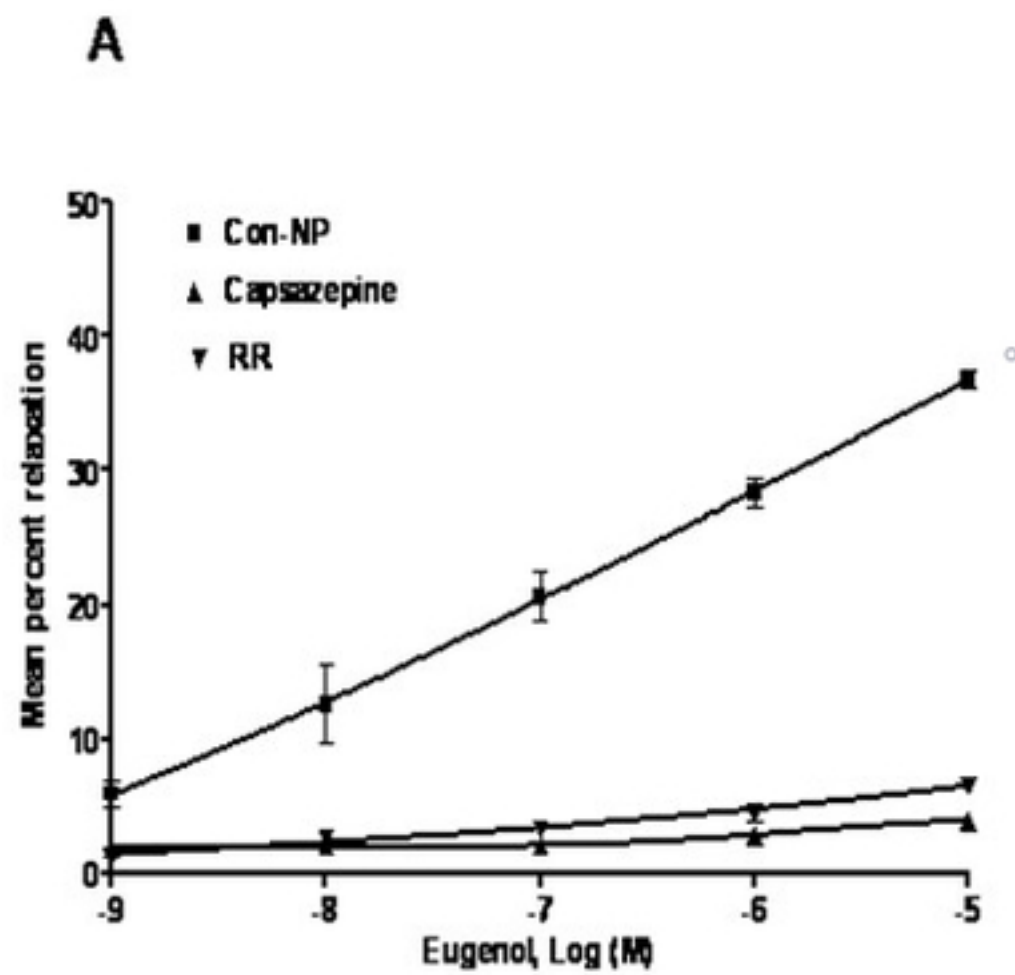 A
50
Con-NP
Capsazepine
40
RR
30
20
10
0
-9 -8 -7 -6 -5
Mean percent relaxation
Eugenol, Log (M)